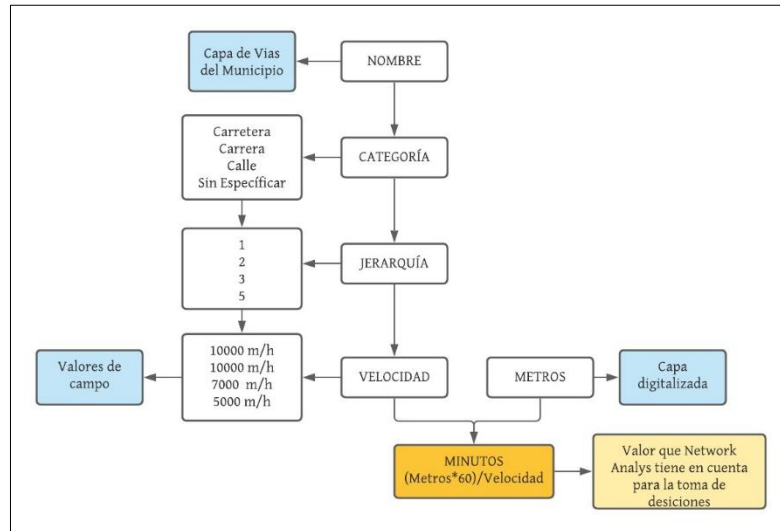 Capa de Vias
del Municipio
NOMBRE
Carretera
Carrera
Calle
Sin Específicar
CATEGORÍA
1
2
3
5
JERARQUÍA
Valores de
campo
10000 m/h
10000 m/h
7000 m/h
5000 m/h
VELOCIDAD
METROS
Capa
digitalizada
MINUTOS
(Metros*60)/Velocidad
Valor que Network
Analys tiene en cuenta
para la toma de
desiciones